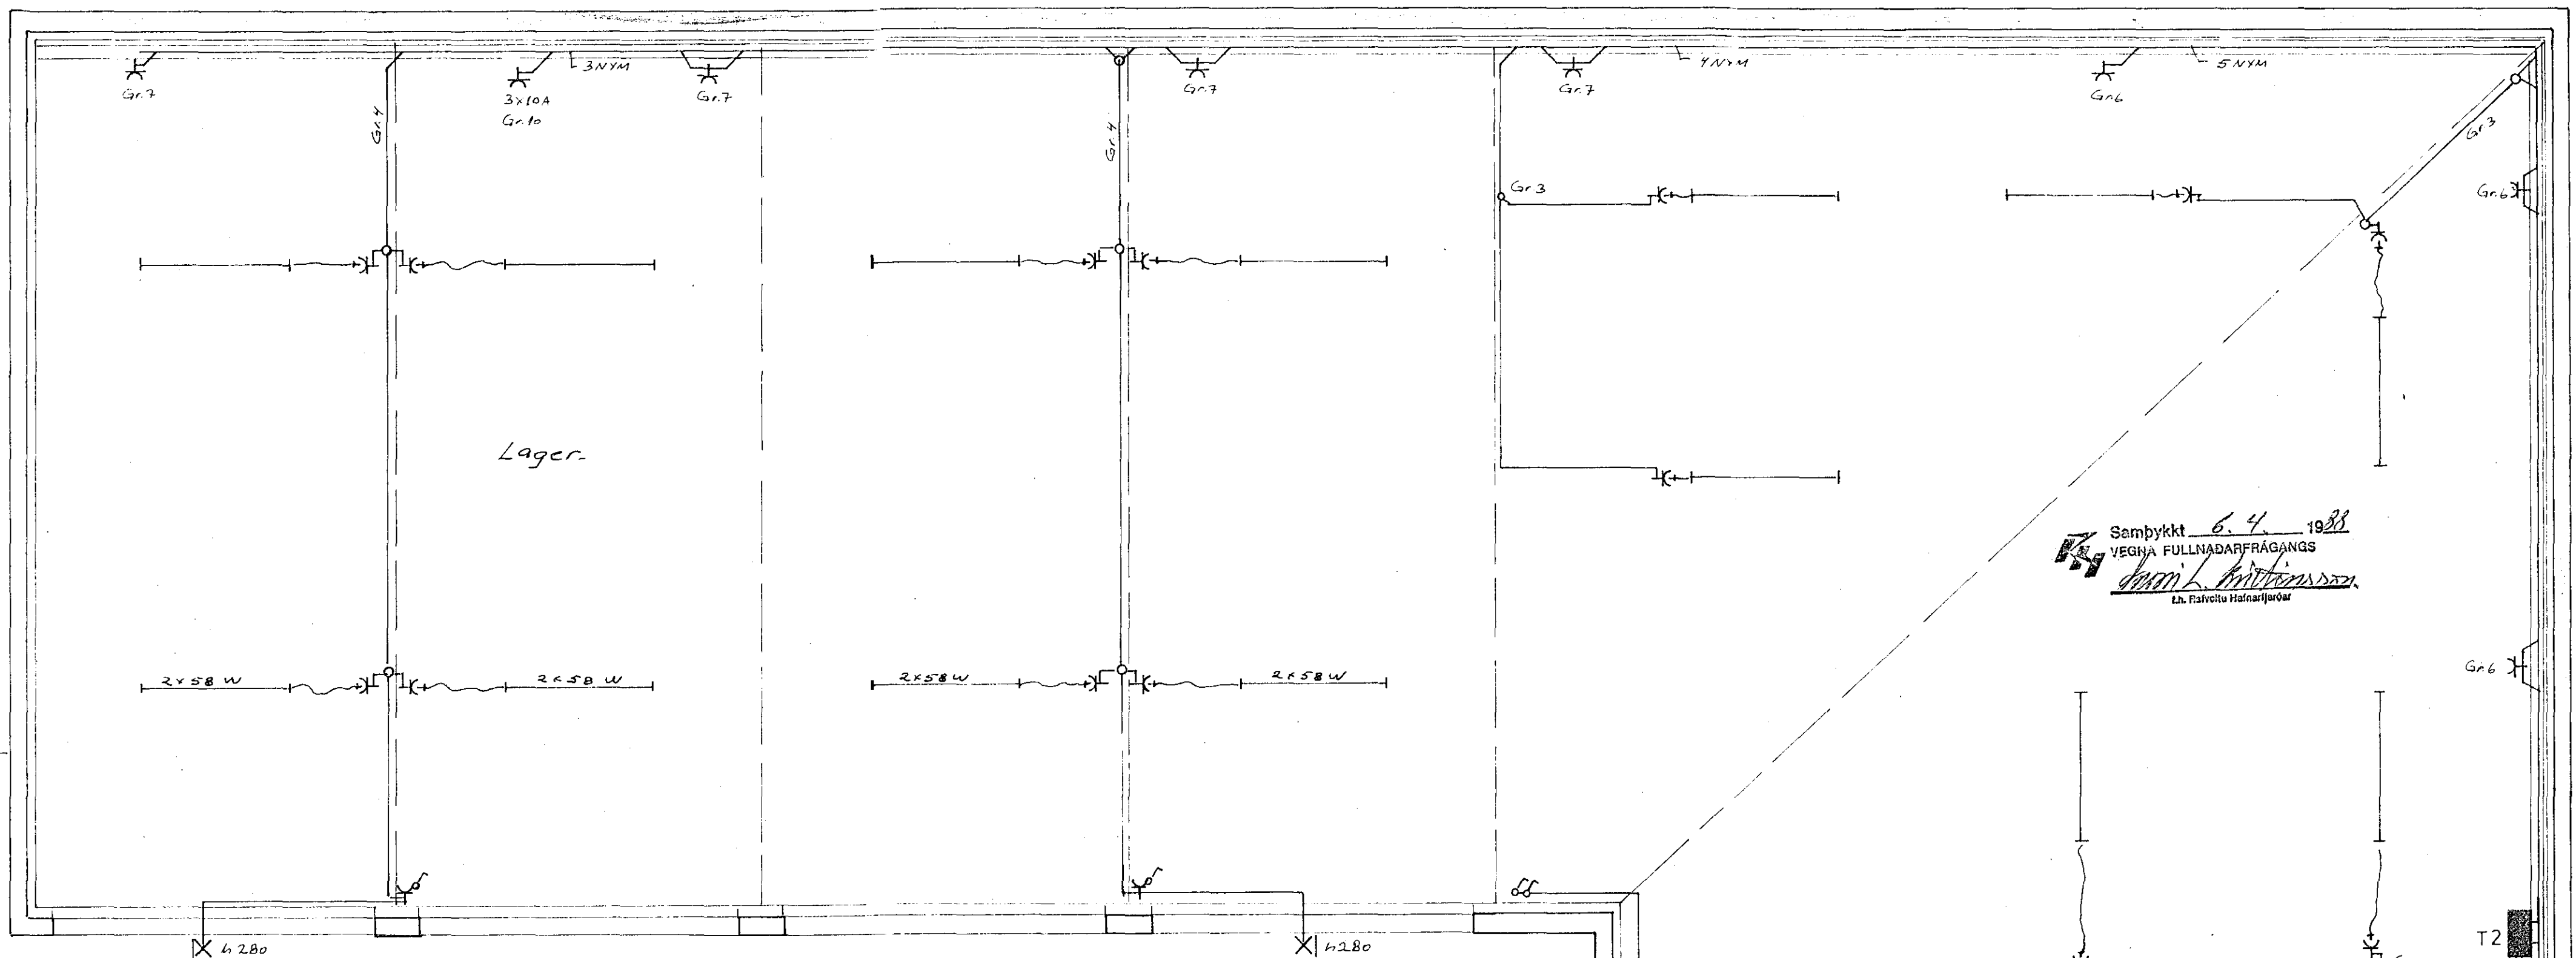 3NYM
4NYM
5NYM
Gr.7
3x10A
Gr.10
Gr.7
Gr.7
Gr.7
Gr.6
Gr.4
Gr.4
Gr.3
Gr.3
Gr.6
Lager
Samþykkt 6. 4. 1988
VEGNA FULLNAÐARFRÁGANGS
f.h. Rafveitu Hafnarfjarðar
Gr.6
2x58 W
2x58 W
2x58 W
2x58 W
T2
h 280
h 280